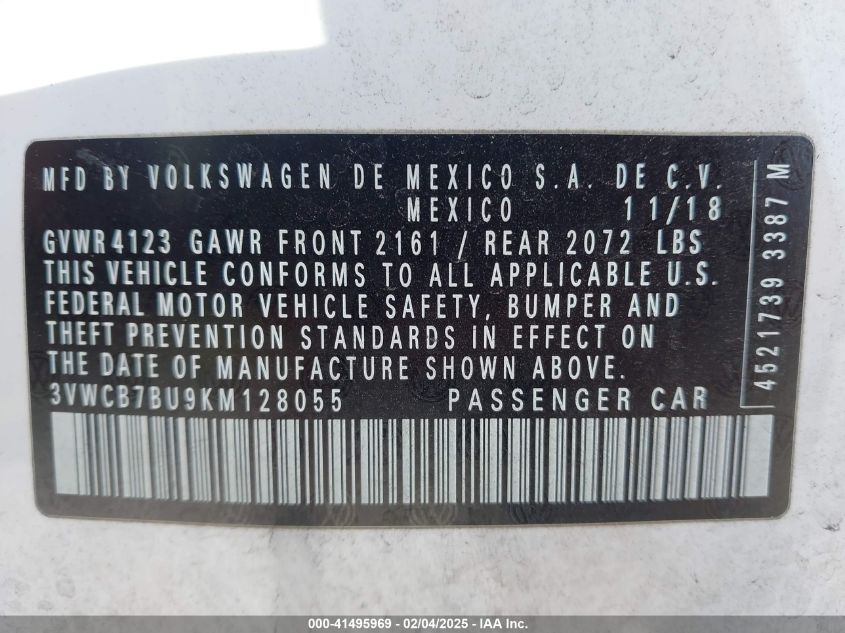 MFD BY VOLKSWAGEN DE MEXICO S.A. DE C.V.
MEXICO 11/18
GVWR 4123 GAWR FRONT 2161 / REAR 2072 LBS
THIS VEHICLE CONFORMS TO ALL APPLICABLE U.S.
FEDERAL MOTOR VEHICLE SAFETY, BUMPER AND
THEFT PREVENTION STANDARDS IN EFFECT ON
THE DATE OF MANUFACTURE SHOWN ABOVE.
3VWCB7BU9KM128055 PASSENGER CAR
4521739 3387 M
000-41495969 | 02/04/2025 - IAA Inc.